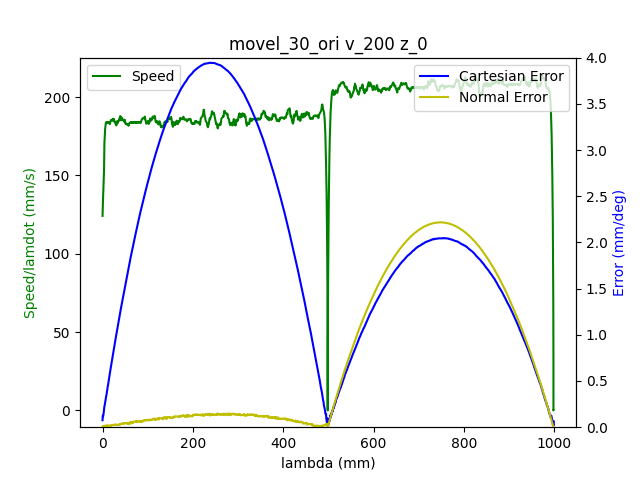 movel_30_ori v_200 z_0
Speed
Cartesian Error
Normal Error
Speed/lamdot (mm/s)
200
150
100
50
0
4.0
3.5
3.0
2.5
2.0
1.5
1.0
0.5
0.0
Error (mm/deg)
0
200
400
600
800
1000
lambda (mm)